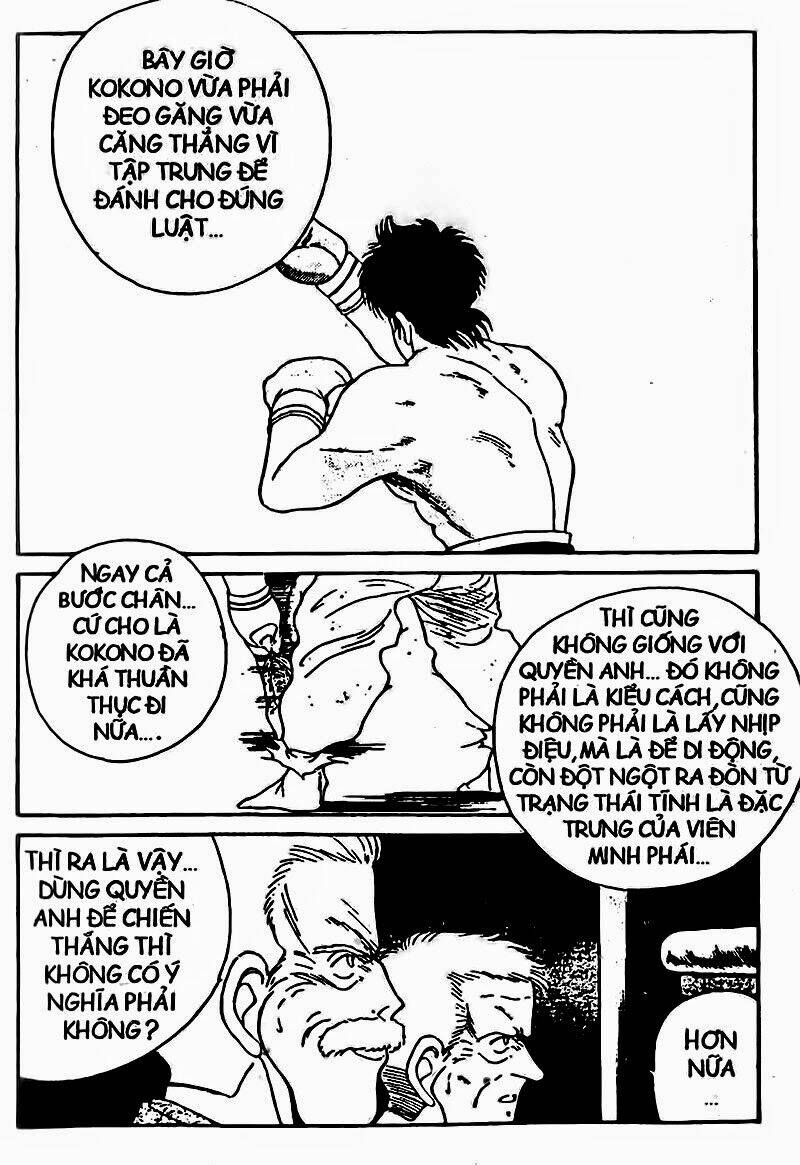 BÂY GIỜ
KOKONO VỪA PHẢI
ĐEO GĂNG VỪA
CĂNG THẲNG VÌ
TẬP TRUNG ĐỂ
ĐÁNH CHO ĐÚNG
LUẬT...
NGAY CẢ
BƯỚC CHÂN...
CỨ CHO LÀ
KOKONO ĐÃ
KHÁ THUẦN
THỤC ĐI
NỮA....
THÌ CŨNG
KHÔNG GIỐNG VỚI
QUYỀN ANH... ĐÓ KHÔNG
PHẢI LÀ KIỂU CÁCH, CŨNG
KHÔNG PHẢI LÀ LẤY NHỊP
ĐIỆU, MÀ LÀ ĐỂ DI ĐỘNG,
CÒN ĐỘT NGỘT RA ĐÒN TỪ
TRẠNG THÁI TĨNH LÀ ĐẶC
TRƯNG CỦA VIÊN
MINH PHÁI...
THÌ RA LÀ VẬY...
DÙNG QUYỀN
ANH ĐỂ CHIẾN
THẮNG THÌ
KHÔNG CÓ Ý
NGHĨA PHẢI
KHÔNG?
HƠN
NỮA
...